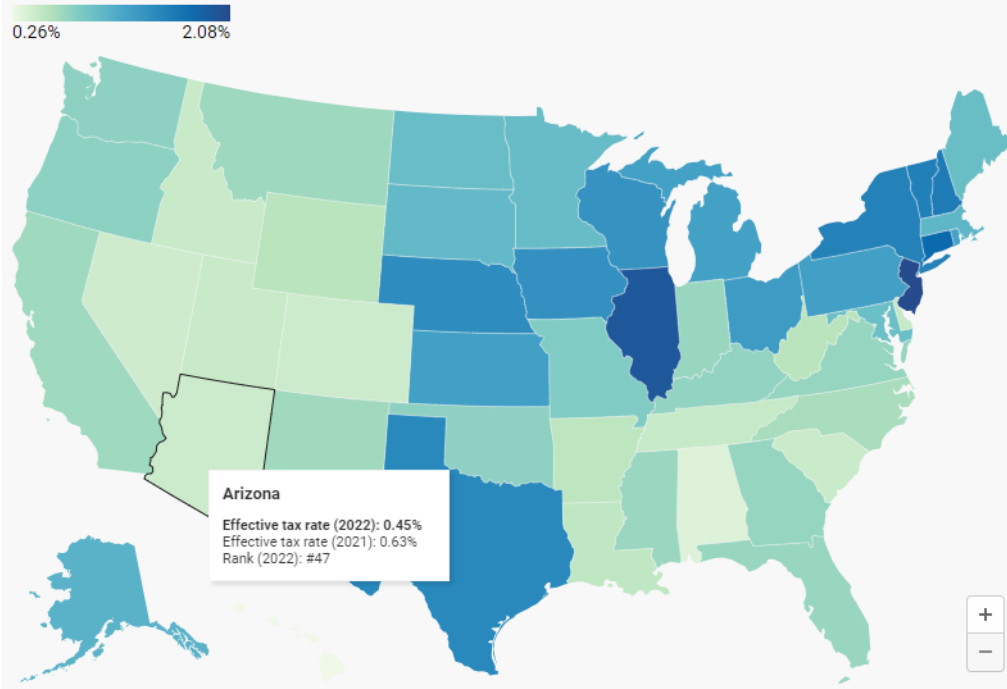 0.26% 2.08%
Arizona
Effective tax rate (2022): 0.45%
Effective tax rate (2021): 0.63%
Rank (2022): #47
+
−